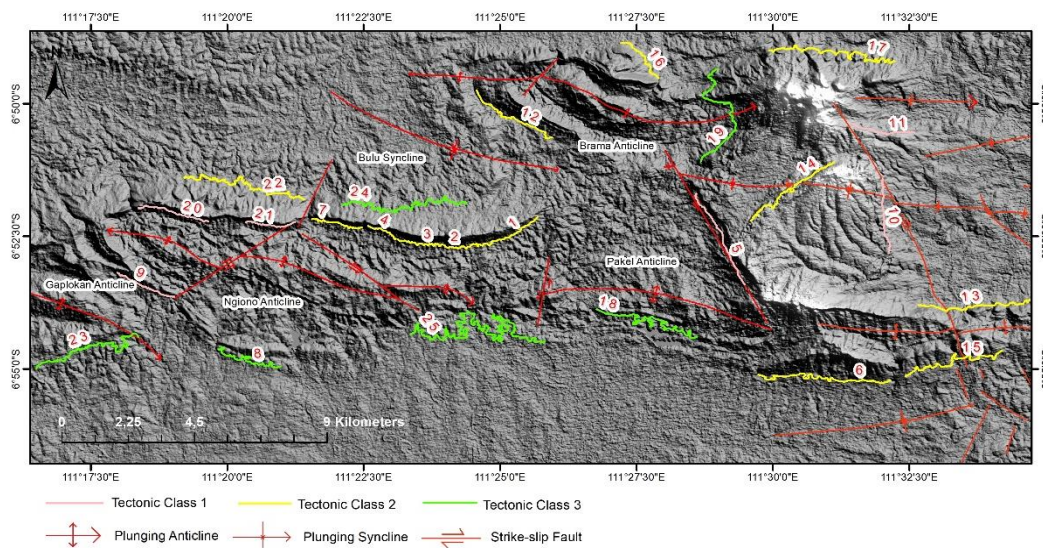 111°17'30"E 111°20'0"E 111°22'30"E 111°25'0"E 111°27'30"E 111°30'0"E 111°32'30"E
N
16
17
6°50'0"S
12
19
11
Brama Anticline
Bulu Syncline
14
22
24
20
21
7
4
3
2
1
10
6°52'30"S
5
9
Pakel Anticline
Gaplokan Anticline
Ngiono Anticline
13
18
25
23
8
15
6
6°55'0"S
0 2.25 4.5 9 Kilometers
111°17'30"E 111°20'0"E 111°22'30"E 111°25'0"E 111°27'30"E 111°30'0"E 111°32'30"E
Tectonic Class 1 Tectonic Class 2 Tectonic Class 3
Plunging Anticline Plunging Syncline Strike-slip Fault